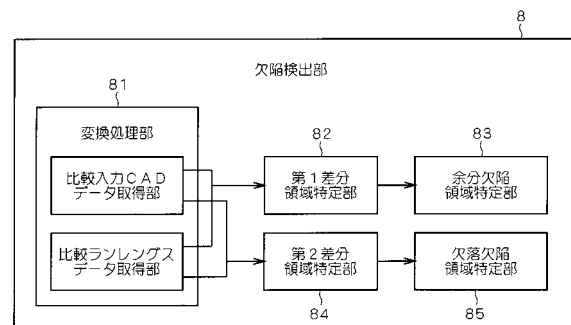 8
欠陥検出部
81
変換処理部
82
83
比較入力CAD
データ取得部
第1差分
領域特定部
余分欠陥
領域特定部
比較ランレングス
データ取得部
第2差分
領域特定部
欠落欠陥
領域特定部
84
85